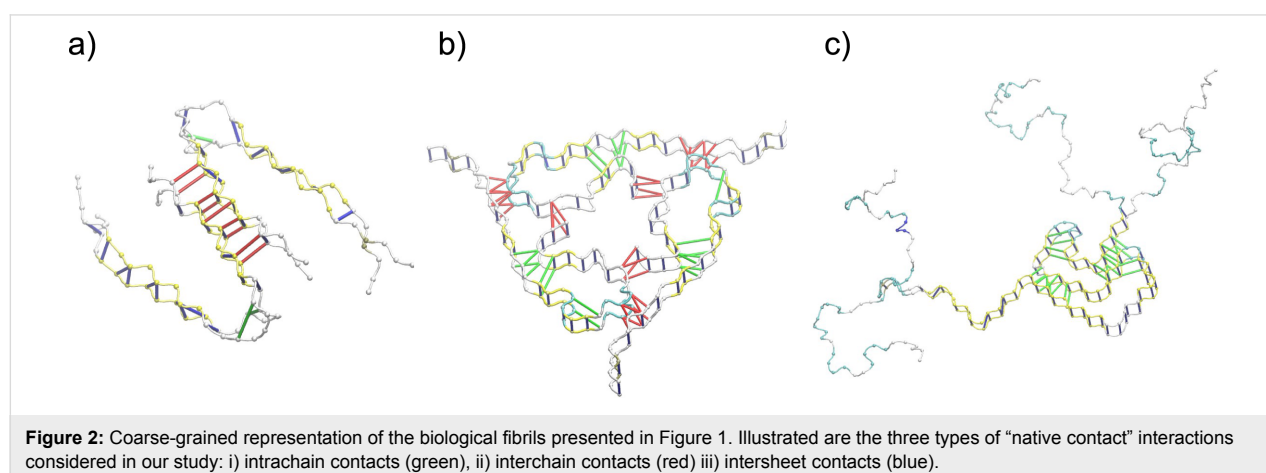 a) b) c)
Figure 2: Coarse-grained representation of the biological fibrils presented in Figure 1. Illustrated are the three types of “native contact” interactions
considered in our study: i) intrachain contacts (green), ii) interchain contacts (red) iii) intersheet contacts (blue).